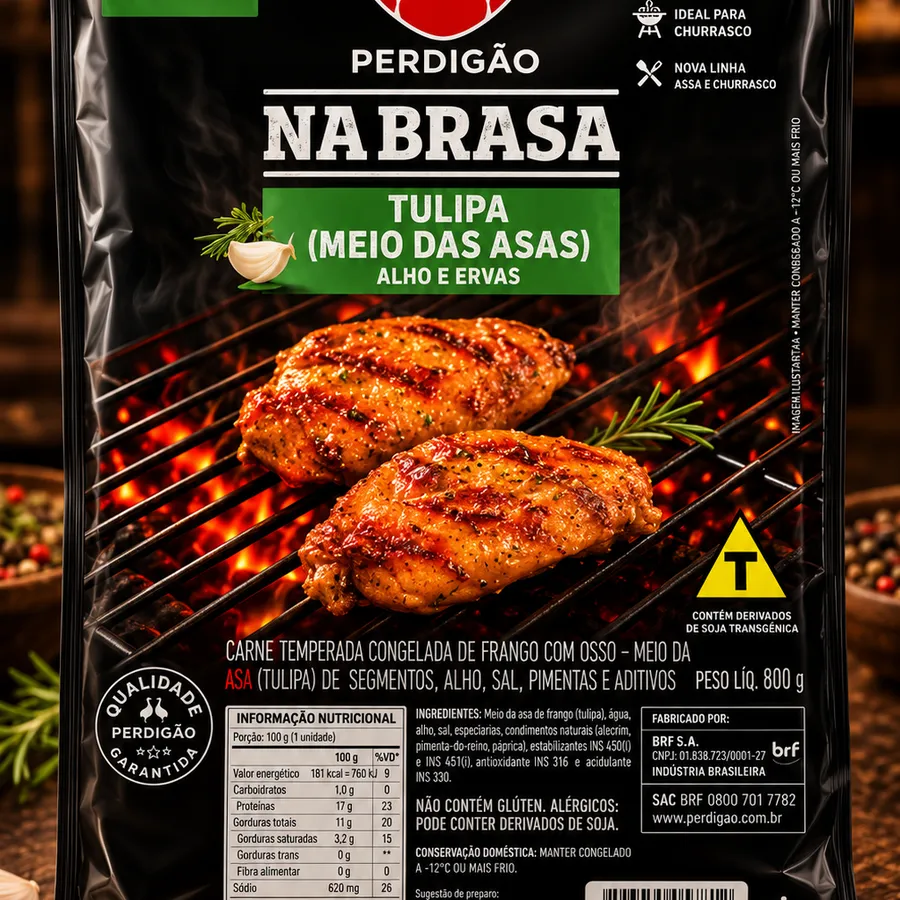 PERDIGÃO
NA BRASA
TULIPA
(MEIO DAS ASAS)
ALHO E ERVAS
IDEAL PARA
CHURRASCO
NOVA LINHA
ASSA E CHURRASCO
IMAGEM ILUSTARTAA • MANTER CONBGGADO A -12°C OU MAIS FRIO
T
CONTÉM DERIVADOS
DE SOJA TRANSGÊNICA
CARNE TEMPERADA CONGELADA DE FRANGO COM OSSO – MEIO DA
ASA (TULIPA) DE SEGMENTOS, ALHO, SAL, PIMENTAS E ADITIVOS
PESO LÍQ. 800 g
QUALIDADE
PERDIGÃO
GARANTIDA
INFORMAÇÃO NUTRICIONAL
Porção: 100 g (1 unidade)
100 g %VD*
Valor energético 181 kcal = 760 kJ 9
Carboidratos 1,0 g 0
Proteínas 17 g 23
Gorduras totais 11 g 20
Gorduras saturadas 3,2 g 15
Gorduras trans 0 g **
Fibra alimentar 0 g 0
Sódio 620 mg 26
INGREDIENTES: Meio da asa de frango (tulipa), água,
alho, sal, especiarias, condimentos naturais (alecrim,
pimenta-do-reino, páprica), estabilizantes INS 450(i)
e INS 451(i), antioxidante INS 316 e acidulante
INS 330.
NÃO CONTÉM GLÚTEN. ALÉRGICOS:
PODE CONTER DERIVADOS DE SOJA.
CONSERVAÇÃO DOMÉSTICA: MANTER CONGELADO
A -12°C OU MAIS FRIO.
Sugestão de preparo:
FABRICADO POR:
BRF S.A.
CNPJ: 01.838.723/0001-27
INDÚSTRIA BRASILEIRA
brf
SAC BRF 0800 701 7782
www.perdigao.com.br